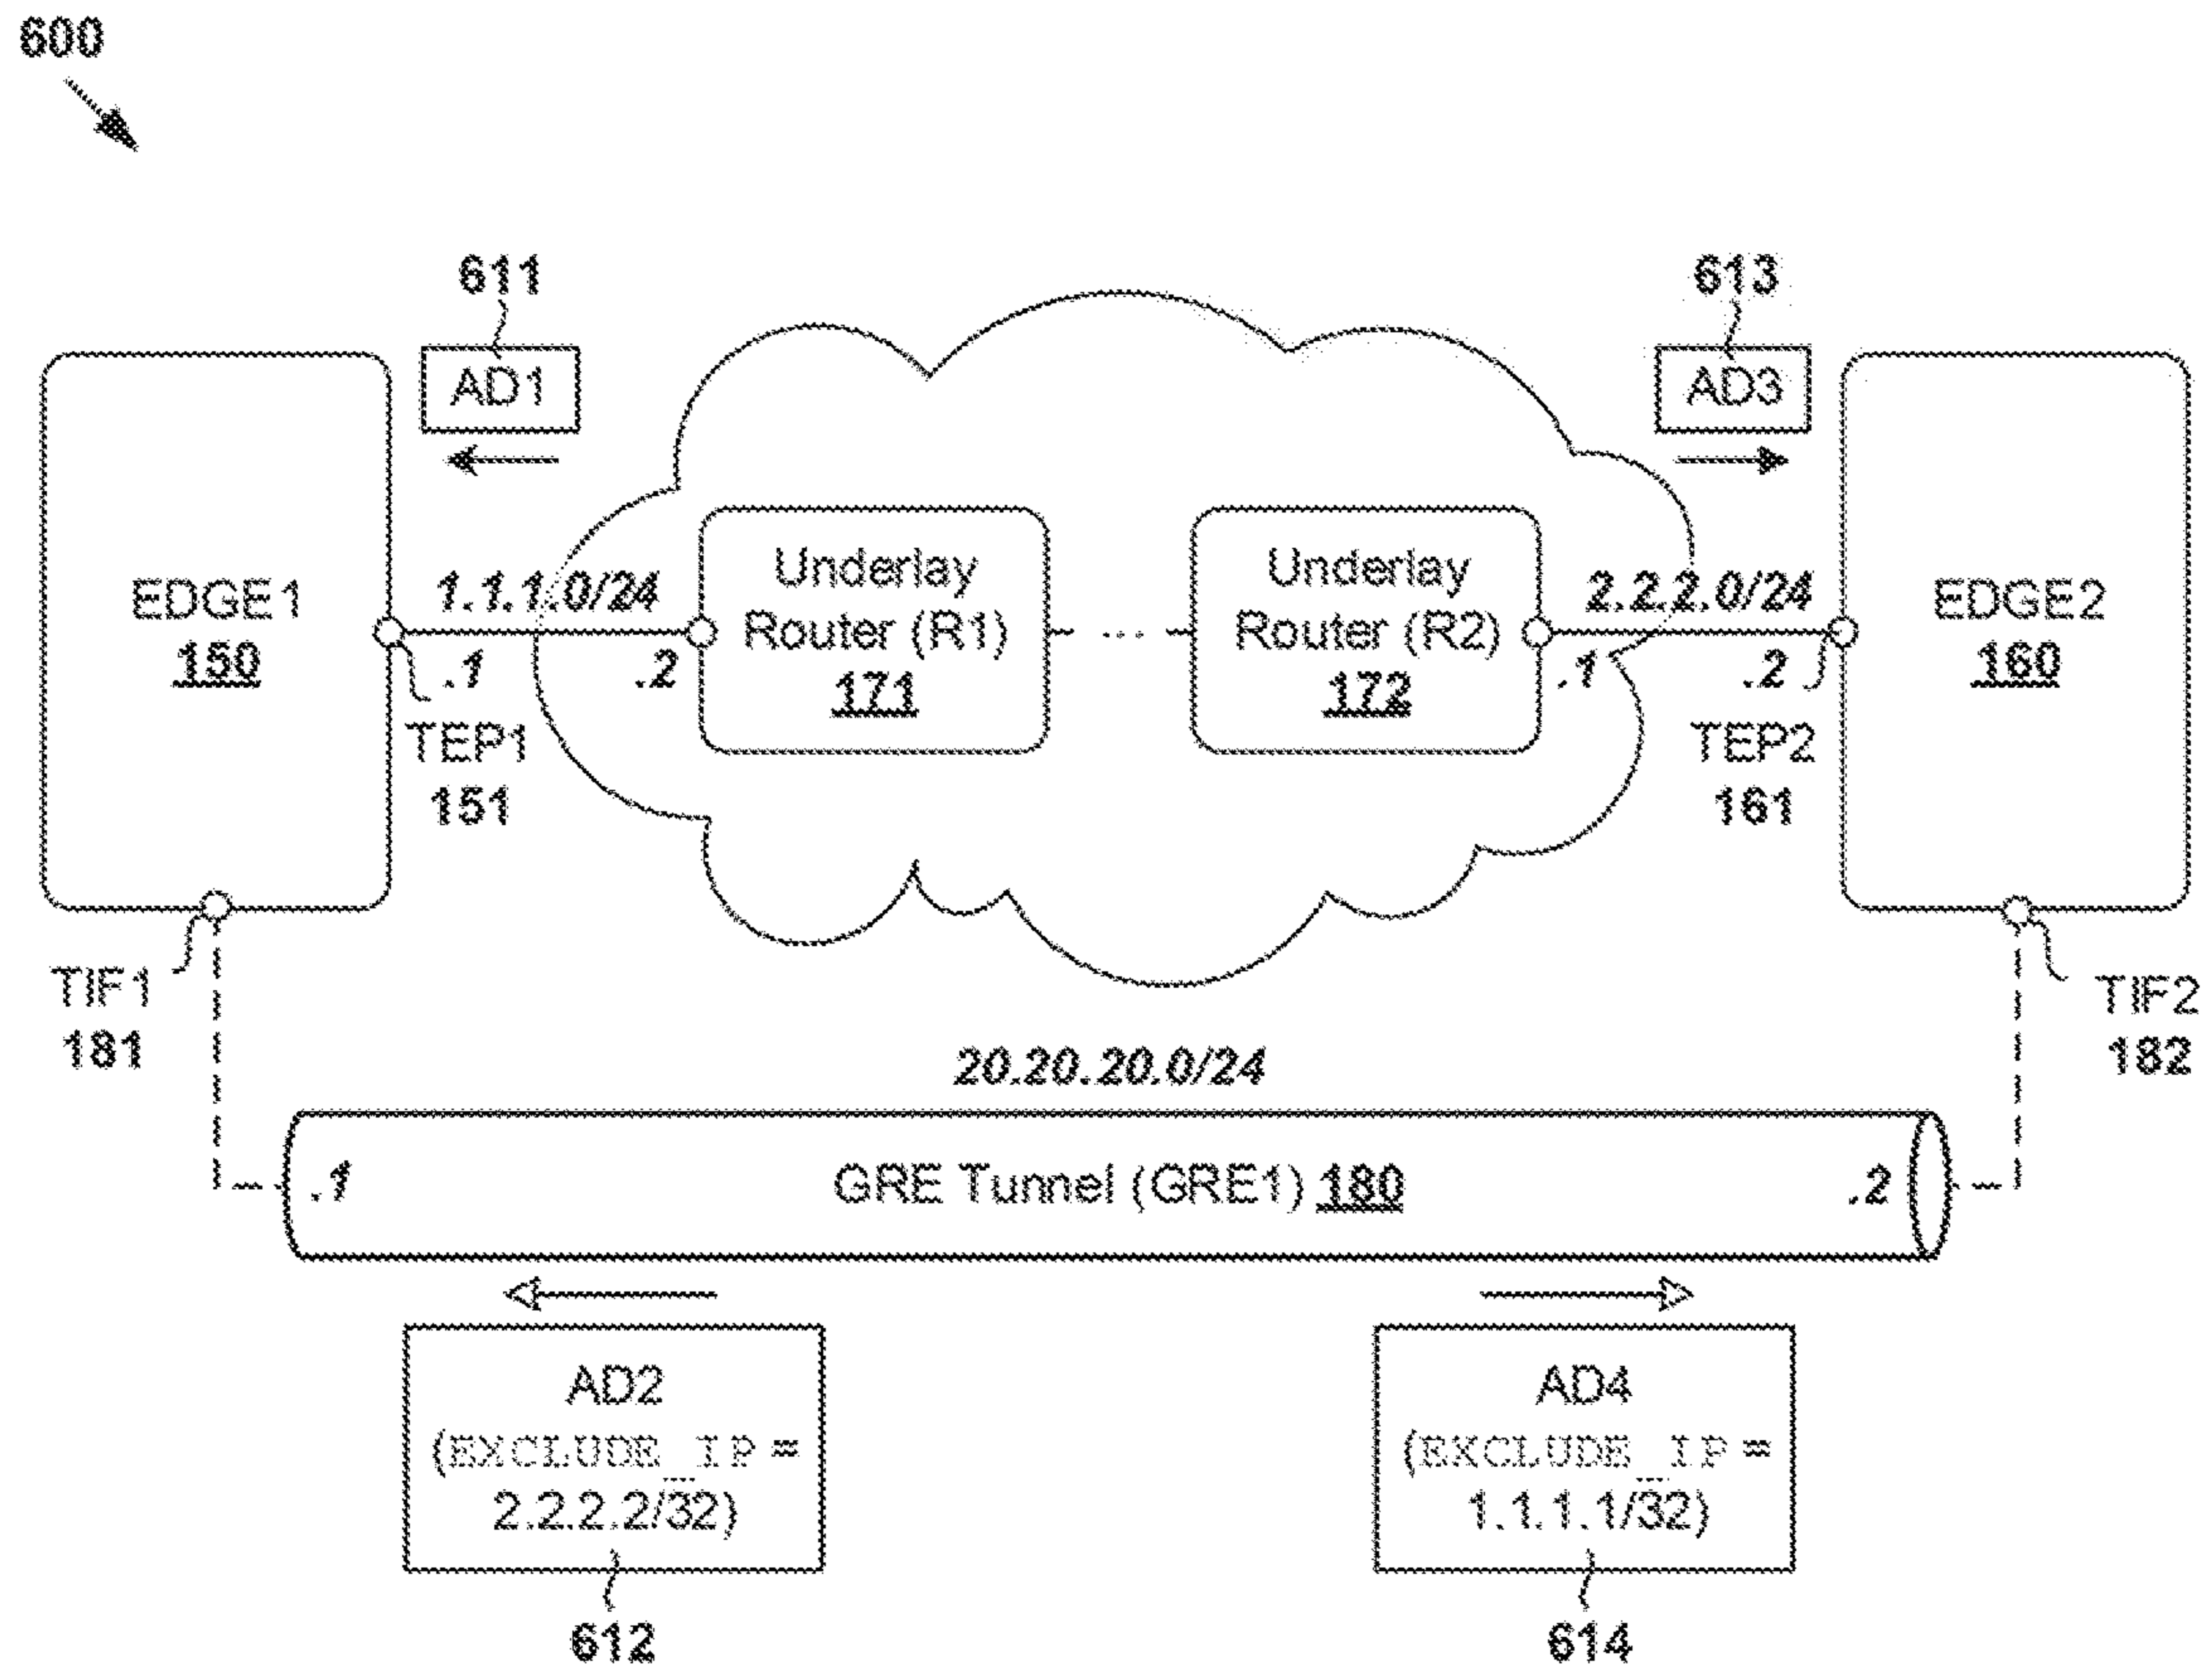 600
611
AD1
613
AD3
EDGE1
150
1.1.1.0/24
.1
.2
TEP1
151
Underlay
Router (R1)
171
...
Underlay
Router (R2)
172
2.2.2.0/24
.1
.2
TEP2
161
EDGE2
160
TIF1
181
TIF2
182
20.20.20.0/24
.1
GRE Tunnel (GRE1) 180
.2
AD2
(EXCLUDE_IP =
2.2.2.2/32)
612
AD4
(EXCLUDE_IP =
1.1.1.1/32)
614